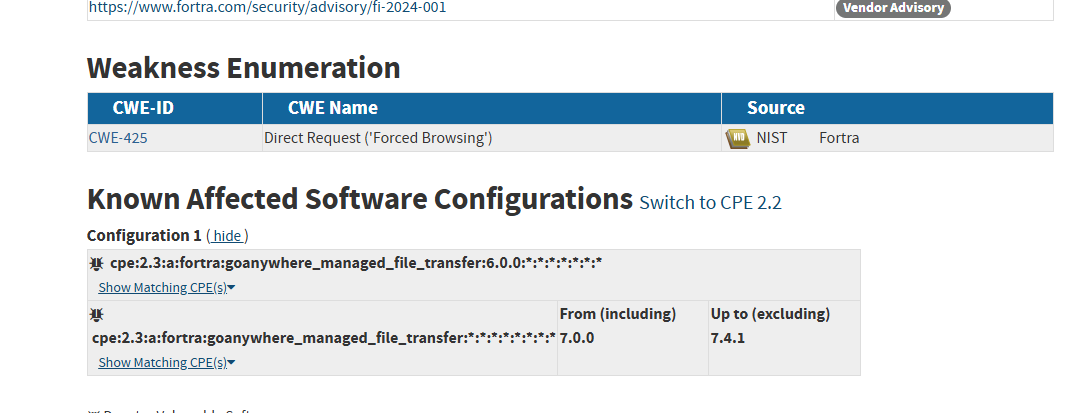 https://www.fortra.com/security/advisory/fi-2024-001 Vendor Advisory
Weakness Enumeration
CWE-ID CWE Name Source
CWE-425 Direct Request ('Forced Browsing') NIST Fortra
Known Affected Software Configurations Switch to CPE 2.2
Configuration 1 ( hide )
cpe:2.3:a:fortra:goanywhere_managed_file_transfer:6.0.0:*:*:*:*:*:*:*
Show Matching CPE(s)
From (including) Up to (excluding)
cpe:2.3:a:fortra:goanywhere_managed_file_transfer:*:*:*:*:*:*:*:* 7.0.0 7.4.1
Show Matching CPE(s)